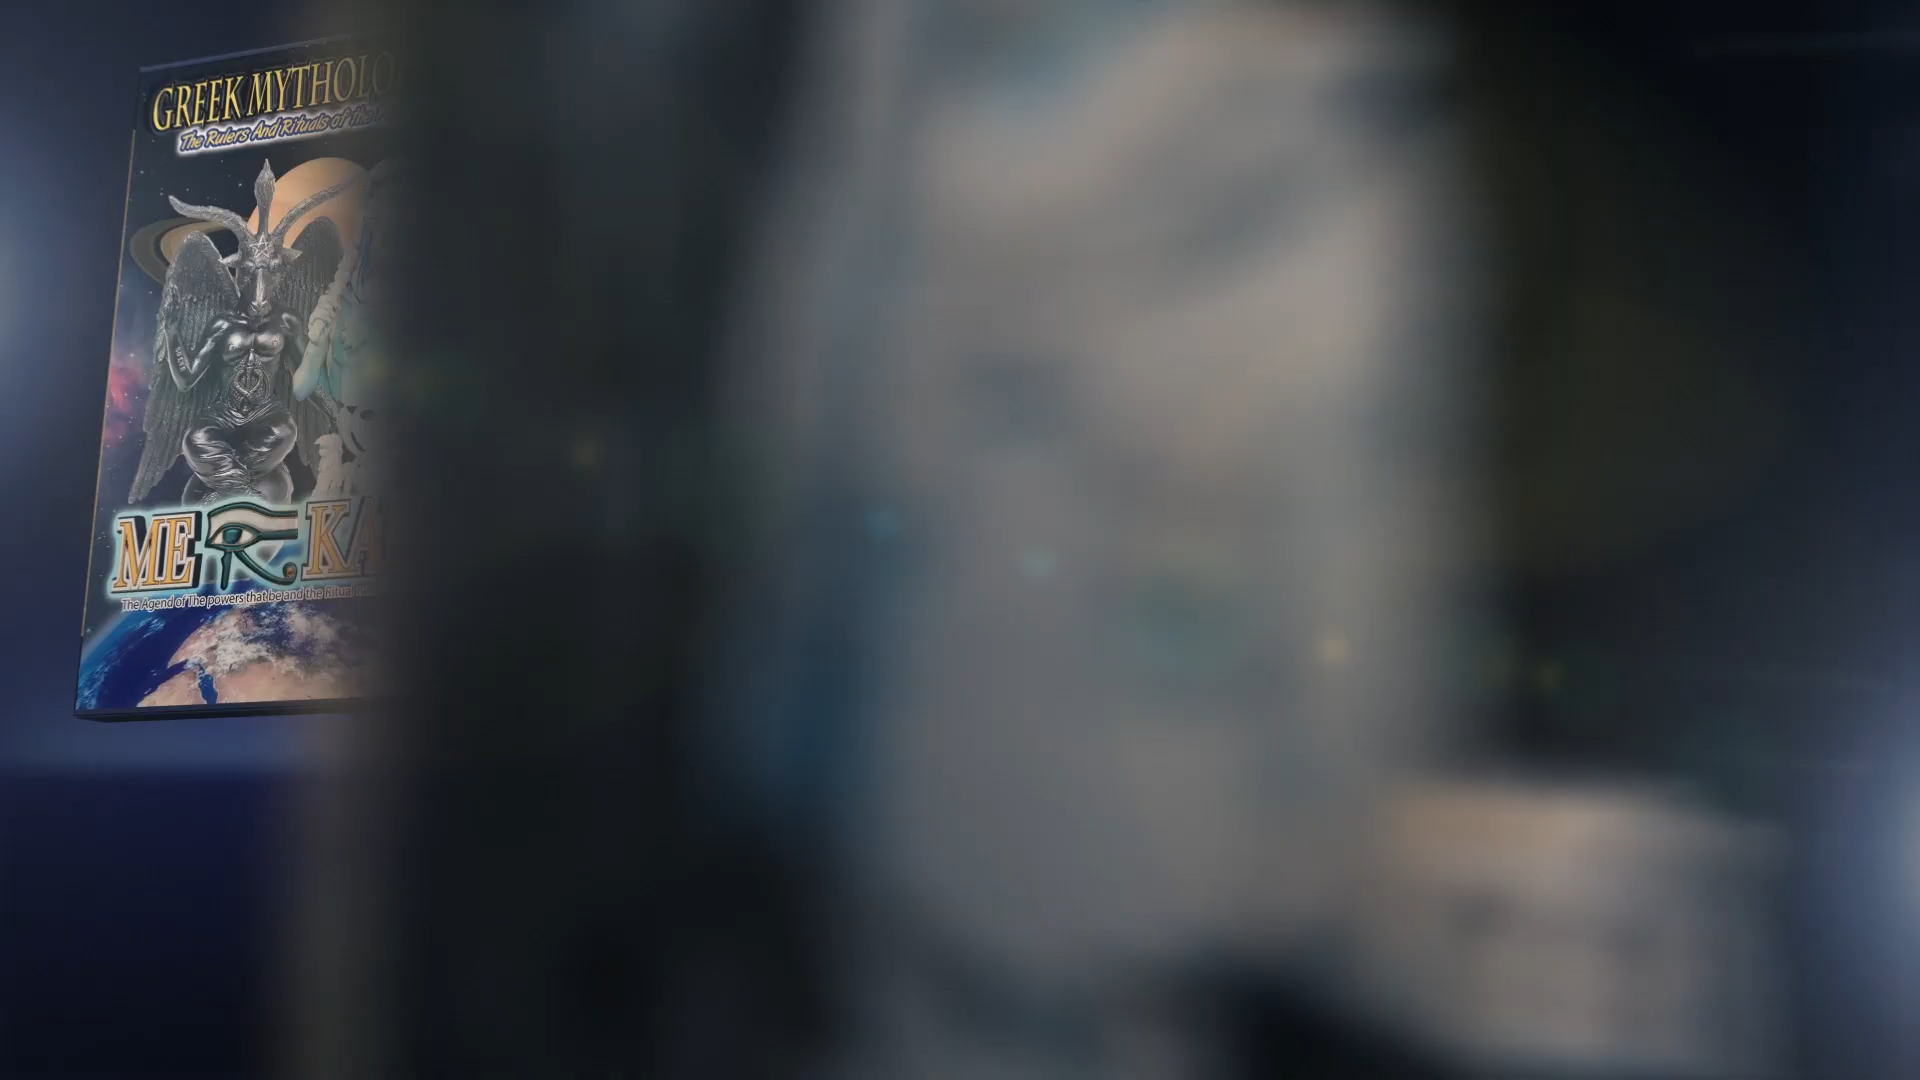 GREEK MYTHOLO
The Rulers And Rituals of the
ME KA
The Agend of The powers that be and the Ritual